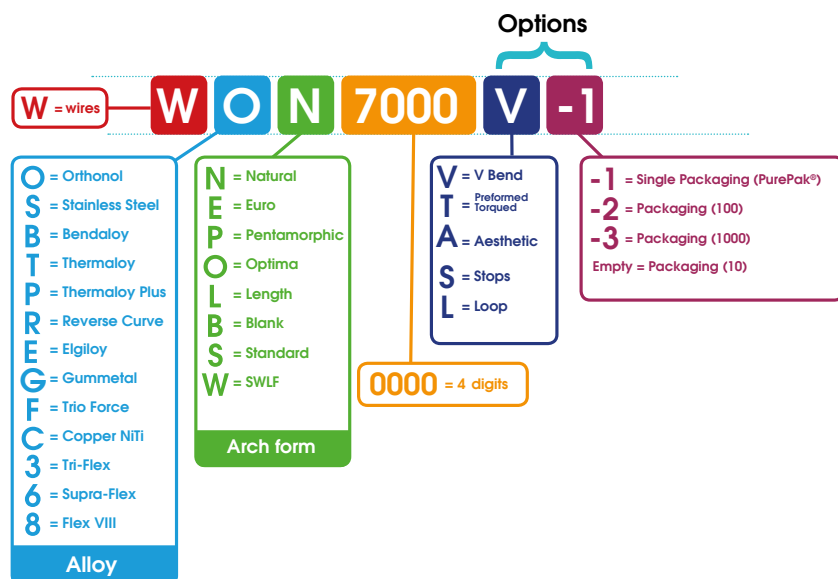 Options
W O N 7000 V -1
W = wires
O = Orthonol
S = Stainless Steel
B = Bendaloy
T = Thermaloy
P = Thermaloy Plus
R = Reverse Curve
E = Elgiloy
G = Gummetal
F = Trio Force
C = Copper NiTi
3 = Tri-Flex
6 = Supra-Flex
8 = Flex VIII
Alloy
N = Natural
E = Euro
P = Pentamorphic
O = Optima
L = Length
B = Blank
S = Standard
W = SWLF
Arch form
0000 = 4 digits
V = V Bend
T = Preformed
Torqued
A = Aesthetic
S = Stops
L = Loop
-1 = Single Packaging (PurePak®)
-2 = Packaging (100)
-3 = Packaging (1000)
Empty = Packaging (10)